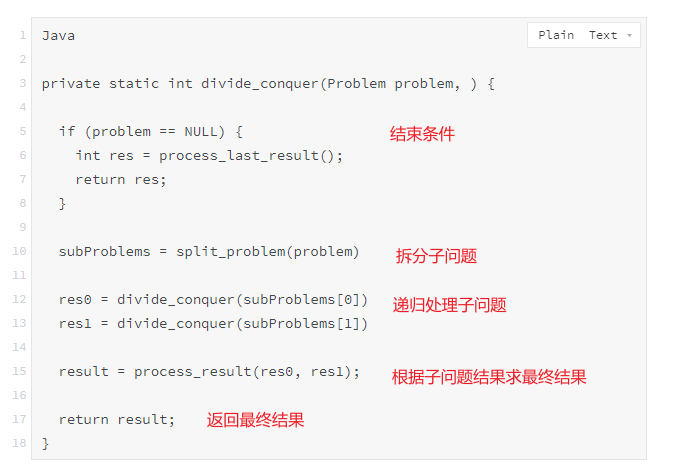 1 Java Plain Text
2
3 private static int divide_conquer(Problem problem, ) {
4
5 if (problem == NULL) { 结束条件
6 int res = process_last_result();
7 return res;
8 }
9
10 subProblems = split_problem(problem) 拆分子问题
11
12 res0 = divide_conquer(subProblems[0]) 递归处理子问题
13 res1 = divide_conquer(subProblems[1])
14
15 result = process_result(res0, res1); 根据子问题结果求最终结果
16
17 return result; 返回最终结果
18 }